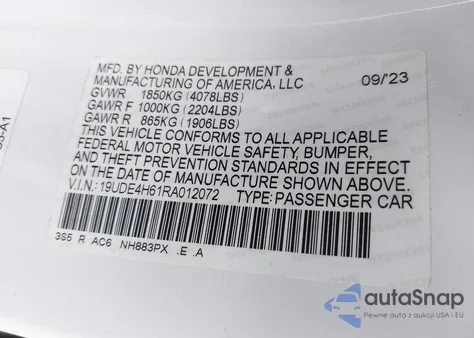 MFD. BY HONDA DEVELOPMENT &
MANUFACTURING OF AMERICA, LLC
09/23
GVWR 1850KG (4078LBS)
GAWR F 1000KG (2204LBS)
GAWR R 865KG (1906LBS)
THIS VEHICLE CONFORMS TO ALL APPLICABLE
FEDERAL MOTOR VEHICLE SAFETY, BUMPER,
AND THEFT PREVENTION STANDARDS IN EFFECT
ON THE DATE OF MANUFACTURE SHOWN ABOVE.
V.I.N.: 19UDE4H61RA012072 TYPE: PASSENGER CAR
3S5 R AC6 NH883PX .E .A
autoSnap
Pewne auta z aukcji USA i EU